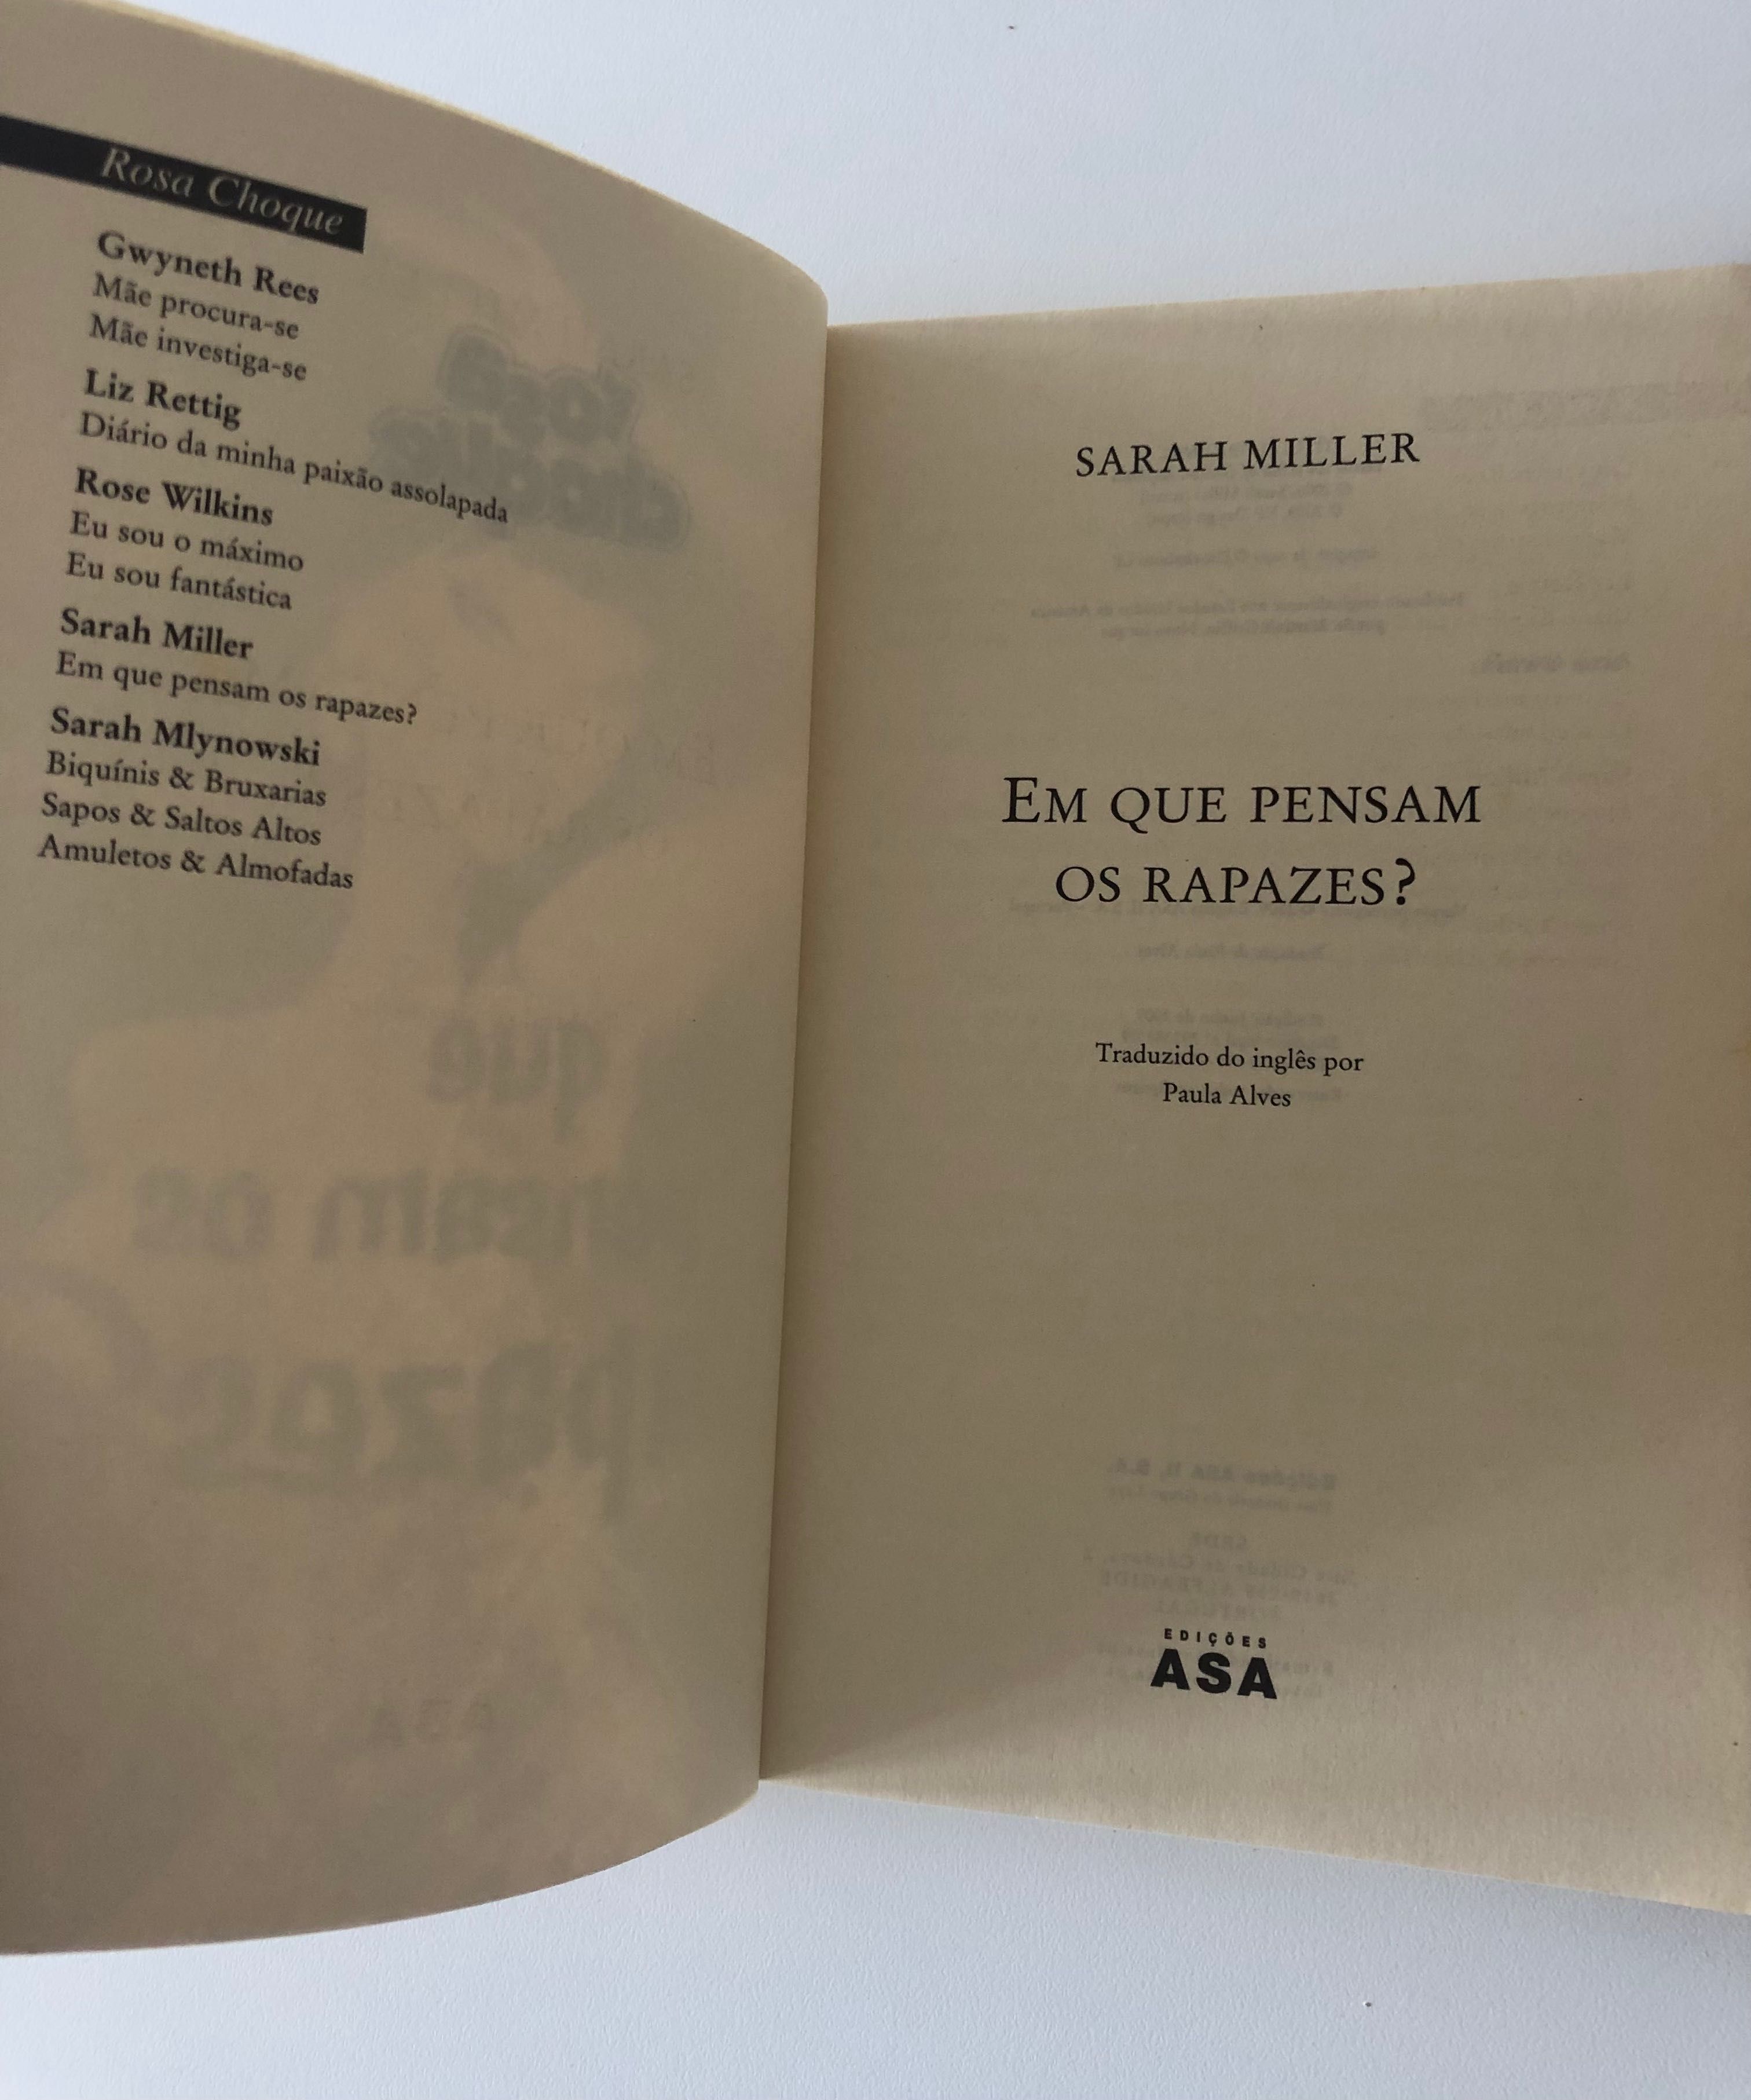 Rosa Choque
Gwyneth Rees
Mãe procura-se
Mãe investiga-se
Liz Rettig
Diário da minha paixão assolapada
Rose Wilkins
Eu sou o máximo
Eu sou fantástica
Sarah Miller
Em que pensam os rapazes?
Sarah Mlynowski
Biquínis & Bruxarias
Sapos & Saltos Altos
Amuletos & Almofadas
SARAH MILLER
EM QUE PENSAM
OS RAPAZES?
Traduzido do inglês por
Paula Alves
EDIÇÕES
ASA